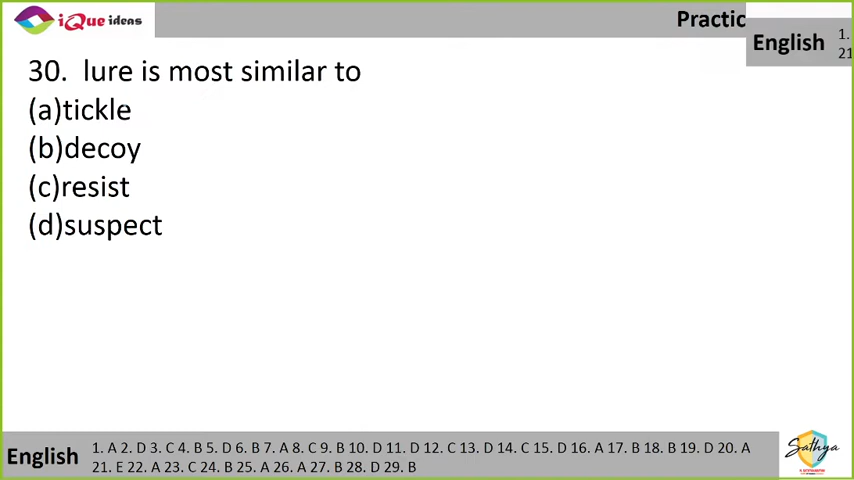 iQue ideas
Practic
English
1.
21
30. lure is most similar to
(a)tickle
(b)decoy
(c)resist
(d)suspect
English
1. A 2. D 3. C 4. B 5. D 6. B 7. A 8. C 9. B 10. D 11. D 12. C 13. D 14. C 15. D 16. A 17. B 18. B 19. D 20. A
21. E 22. A 23. C 24. B 25. A 26. A 27. B 28. D 29. B
Sathya